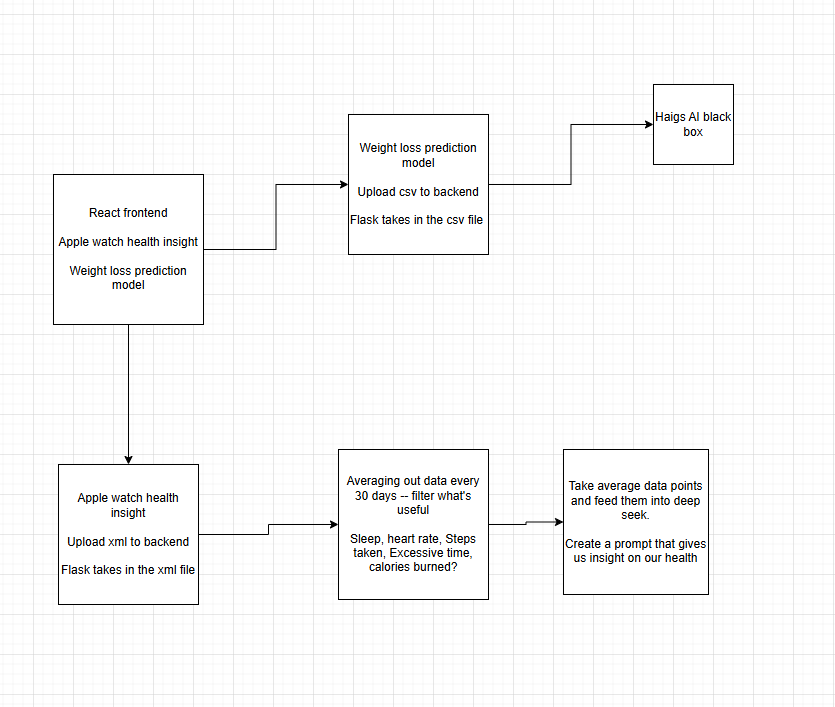 Haigs AI black
box
Weight loss prediction
model
Upload csv to backend
Flask takes in the csv file
React frontend
Apple watch health insight
Weight loss prediction
model
Apple watch health
insight
Upload xml to backend
Flask takes in the xml file
Averaging out data every
30 days -- filter what's
useful
Sleep, heart rate, Steps
taken, Excessive time,
calories burned?
Take average data points
and feed them into deep
seek.
Create a prompt that gives
us insight on our health